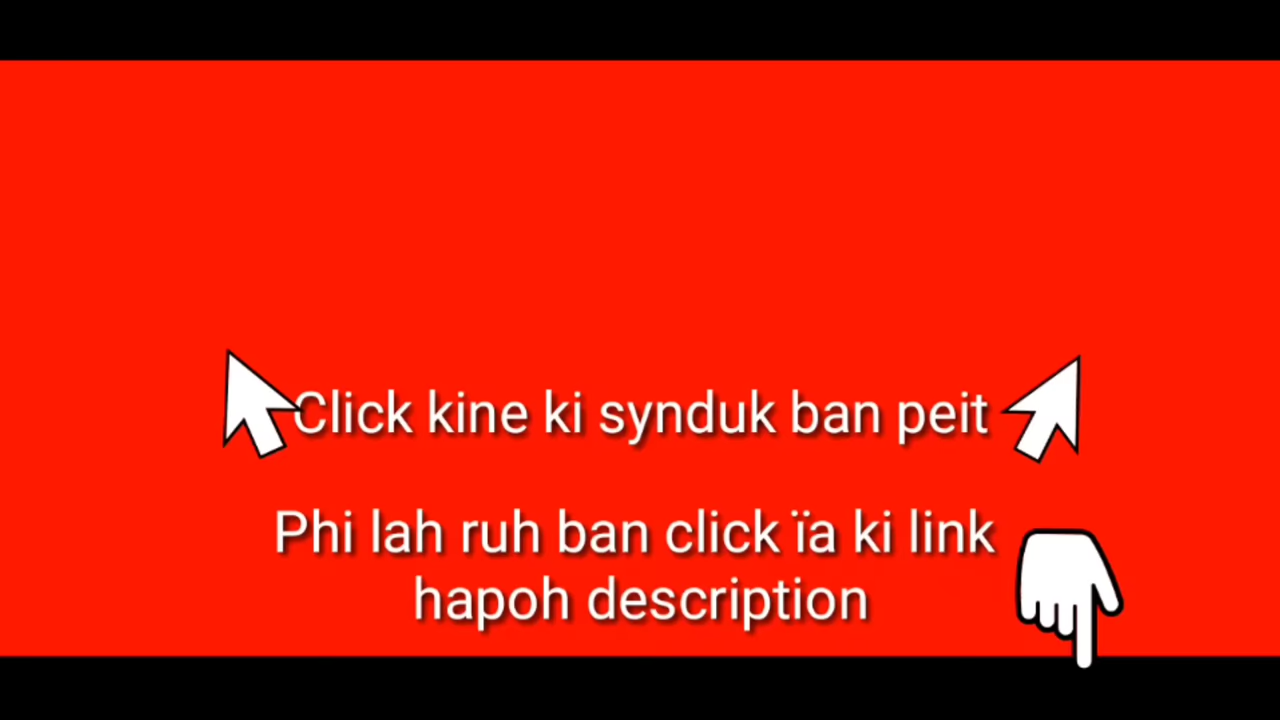 Click kine ki synduk ban peit
Phi lah ruh ban click ïa ki link
hapoh description